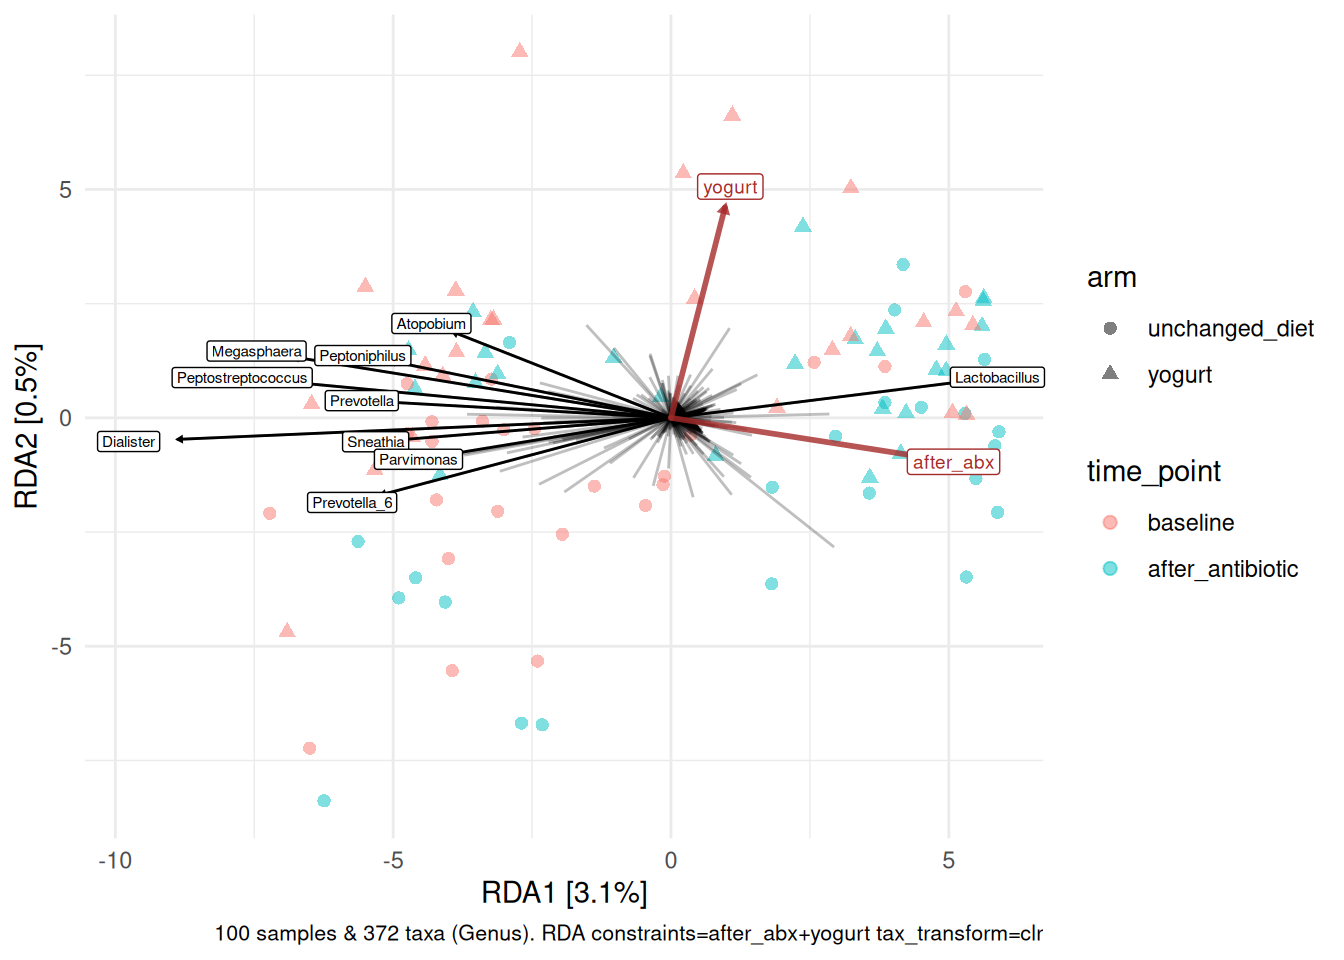 yogurt
5
Atopobium
Megasphaera
Peptoniphilus
Peptostreptococcus
Lactobacillus
Prevotella
0
Dialister
Sneathia
Parvimonas
after_abx
Prevotella_6
-5
RDA2 [0.5%]
-10
-5
0
5
RDA1 [3.1%]
100 samples & 372 taxa (Genus). RDA constraints=after_abx+yogurt tax_transform=clr
arm
unchanged_diet
yogurt
time_point
baseline
after_antibiotic